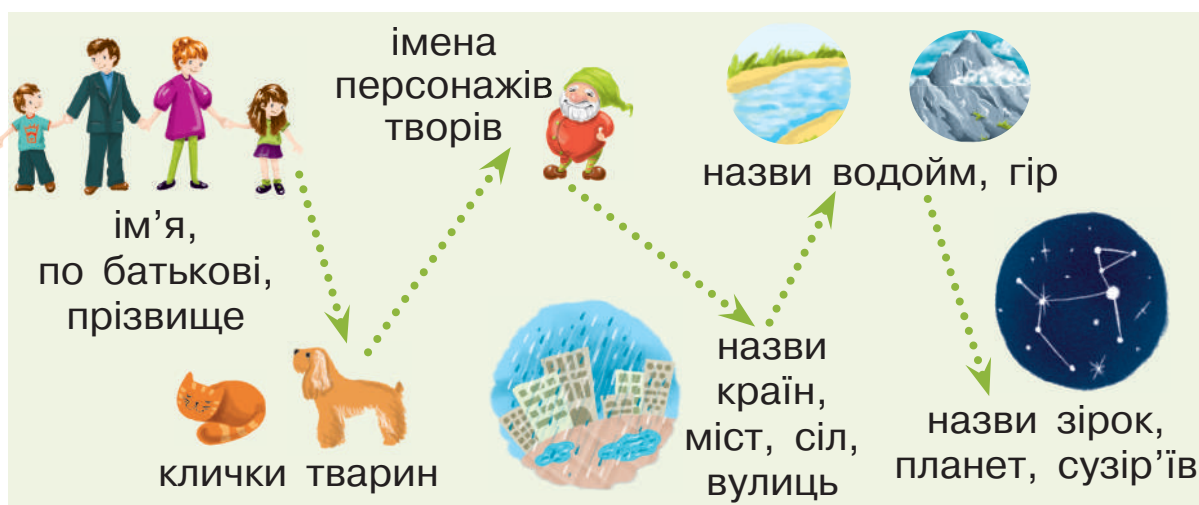 ім’я,
по батькові,
прізвище
клички тварин
імена
персонажів
творів
назви
країн,
міст, сіл,
вулиць
назви водойм, гір
назви зірок,
планет, сузір’їв